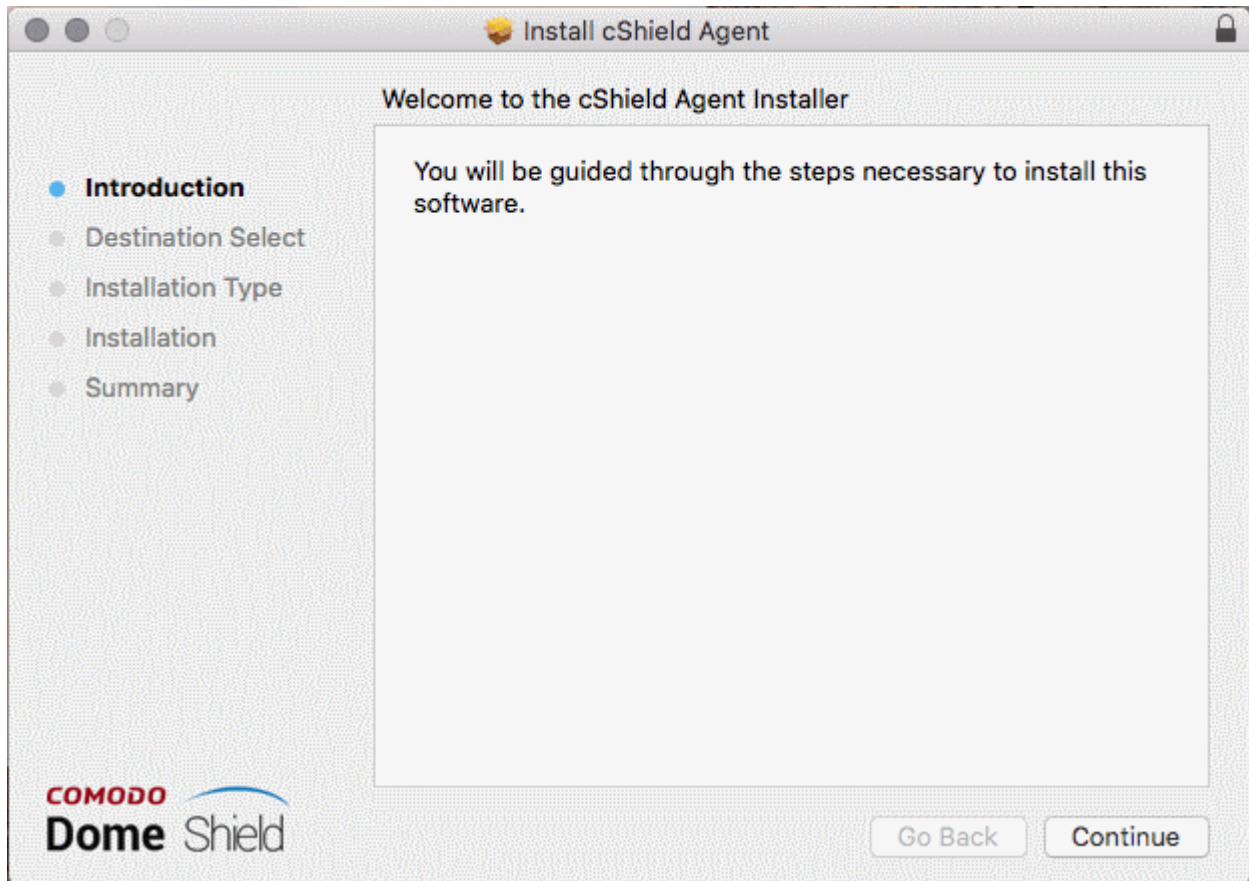 Install cShield Agent
Welcome to the cShield Agent Installer
You will be guided through the steps necessary to install this
software.
Introduction
Destination Select
Installation Type
Installation
Summary
COMODO
Dome Shield
Go Back
Continue